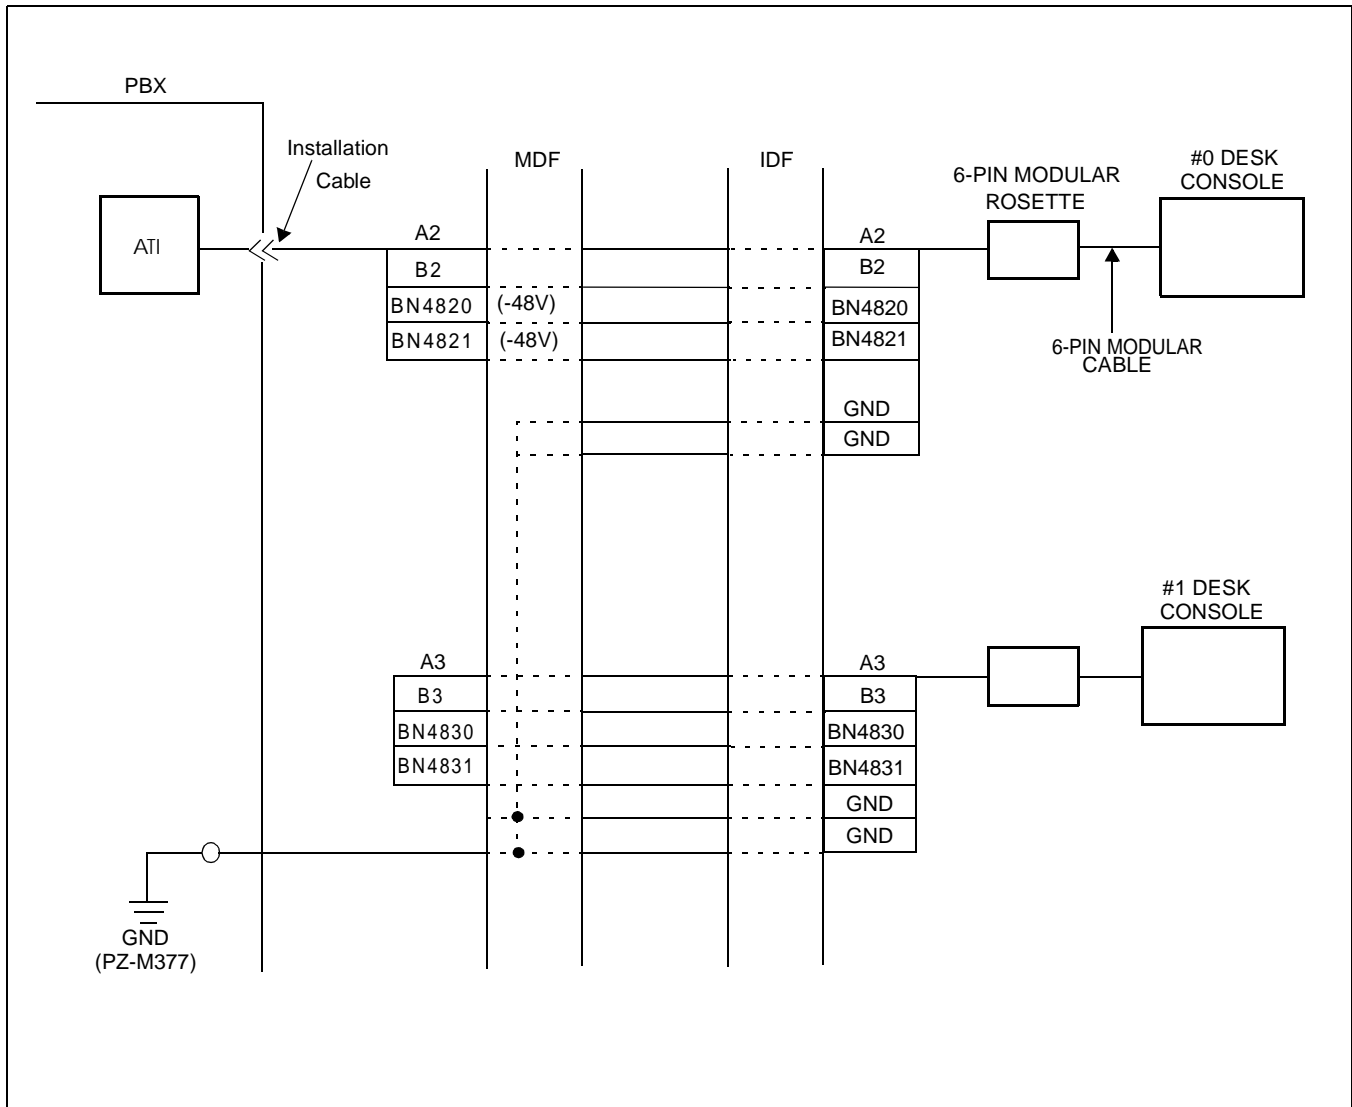 PBX
Installation
Cable
MDF
IDF
6-PIN MODULAR
ROSETTE
#0 DESK
CONSOLE
ATI
A2
B2
BN4820
(-48V)
BN4821
(-48V)
A2
B2
BN4820
BN4821
GND
GND
6-PIN MODULAR
CABLE
#1 DESK
CONSOLE
A3
B3
BN4830
BN4831
A3
B3
BN4830
BN4831
GND
GND
GND
(PZ-M377)